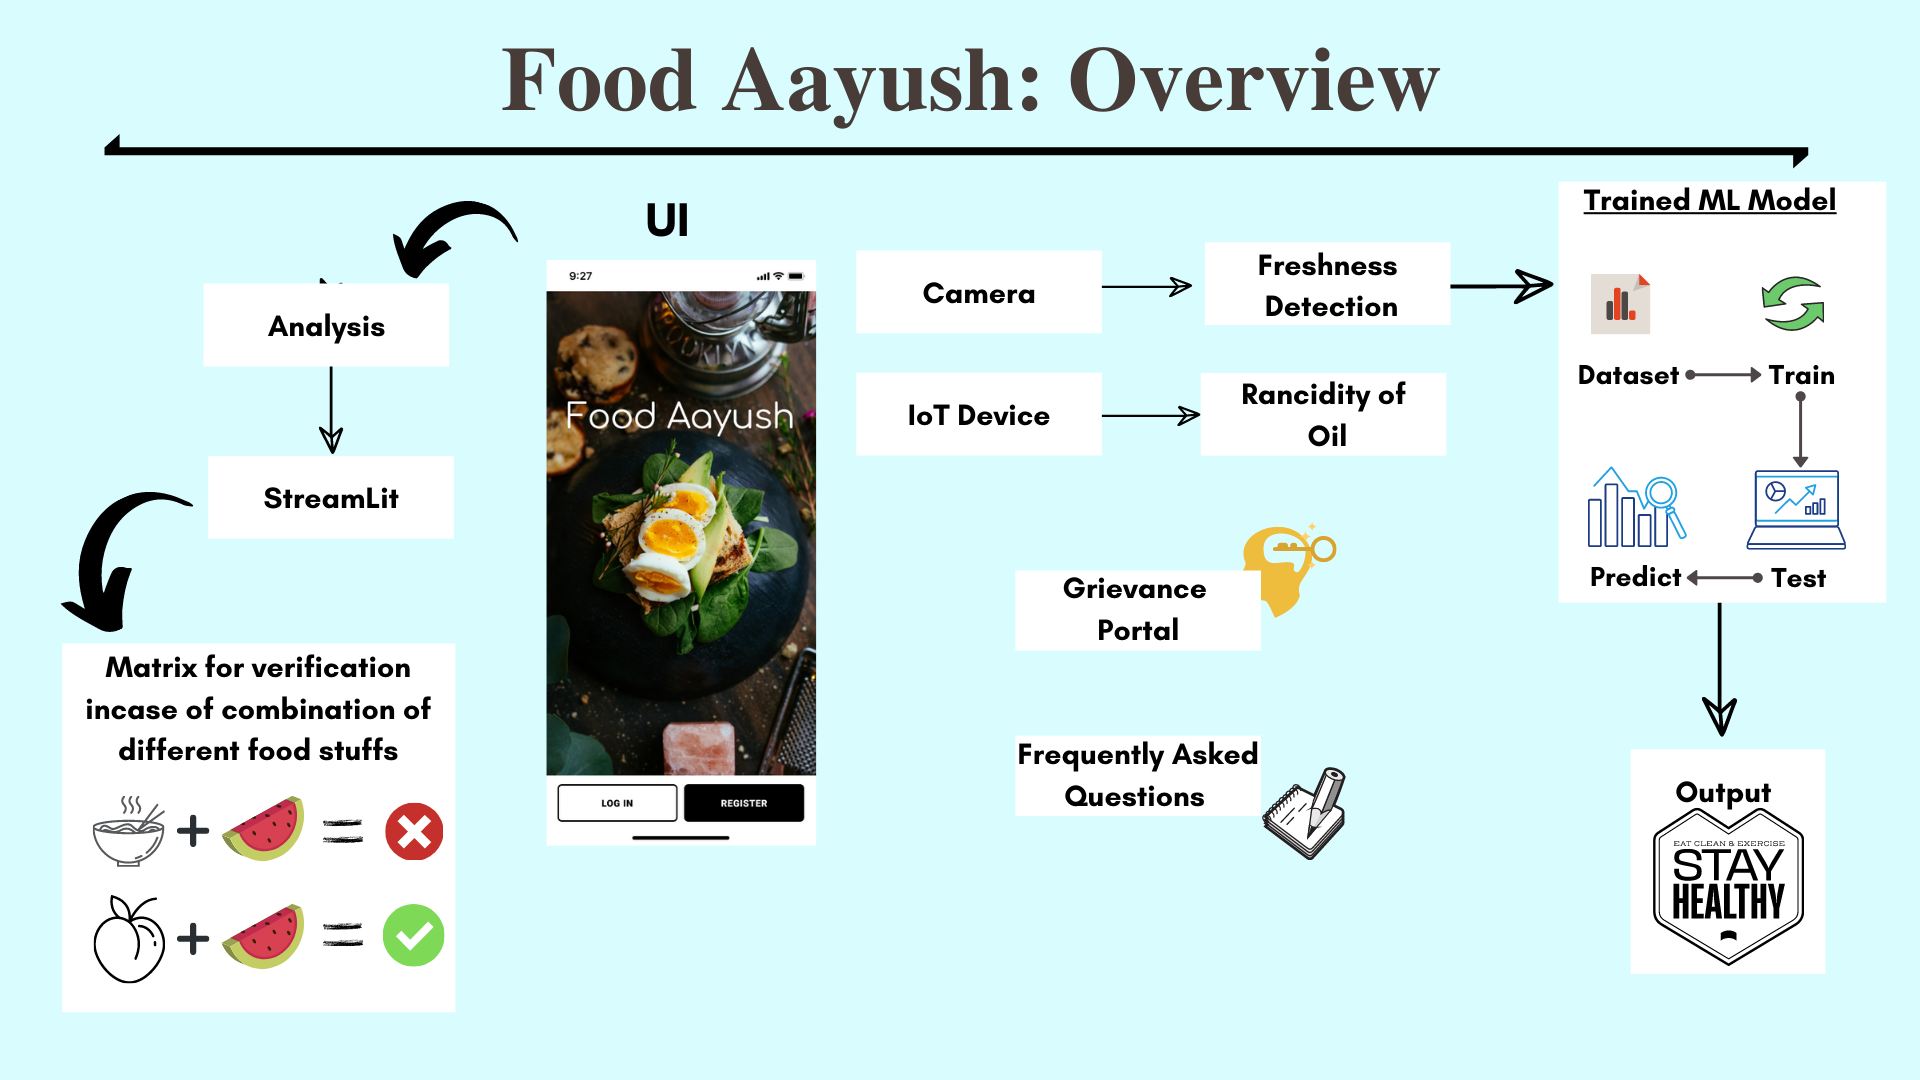 Food Aayush: Overview
UI
Analysis
StreamLit
Matrix for verification
incase of combination of
different food stuffs
9:27
Food Aayush
LOG IN
REGISTER
Camera
Freshness
Detection
IoT Device
Rancidity of
Oil
Grievance
Portal
Frequently Asked
Questions
Trained ML Model
Dataset
Train
Predict
Test
Output
EAT CLEAN & EXERCISE
STAY
HEALTHY